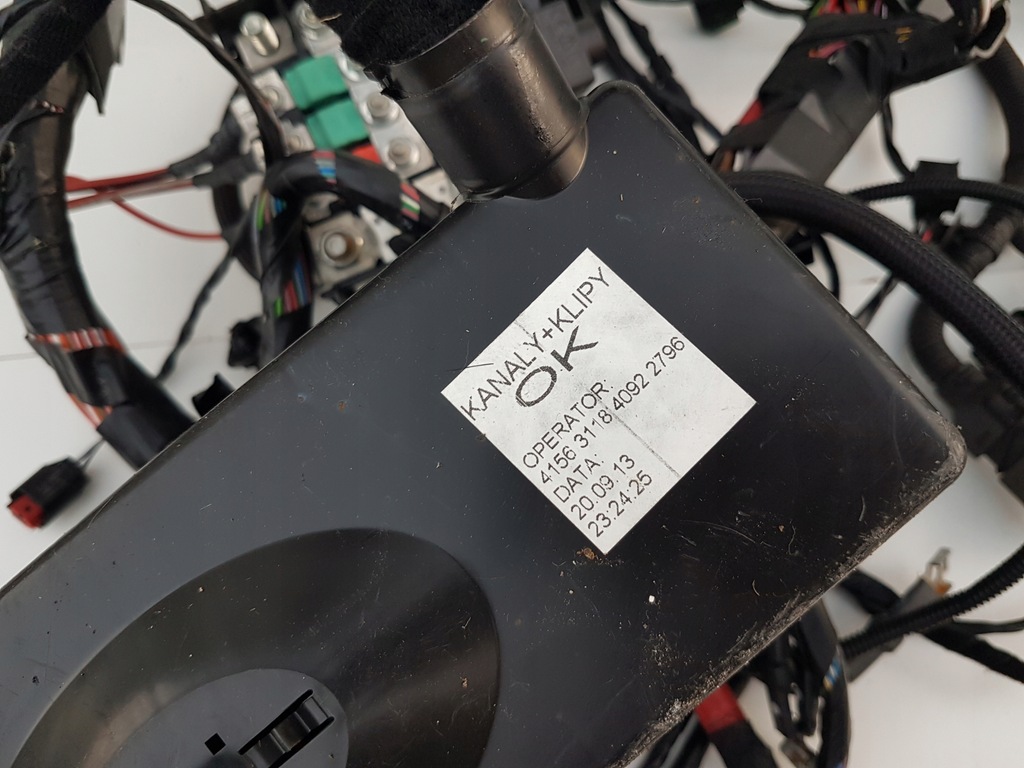 KANALY+KLIPY
OK
OPERATOR:
4156 3118 4092 2796
DATA:
20.09.13
23:24:25